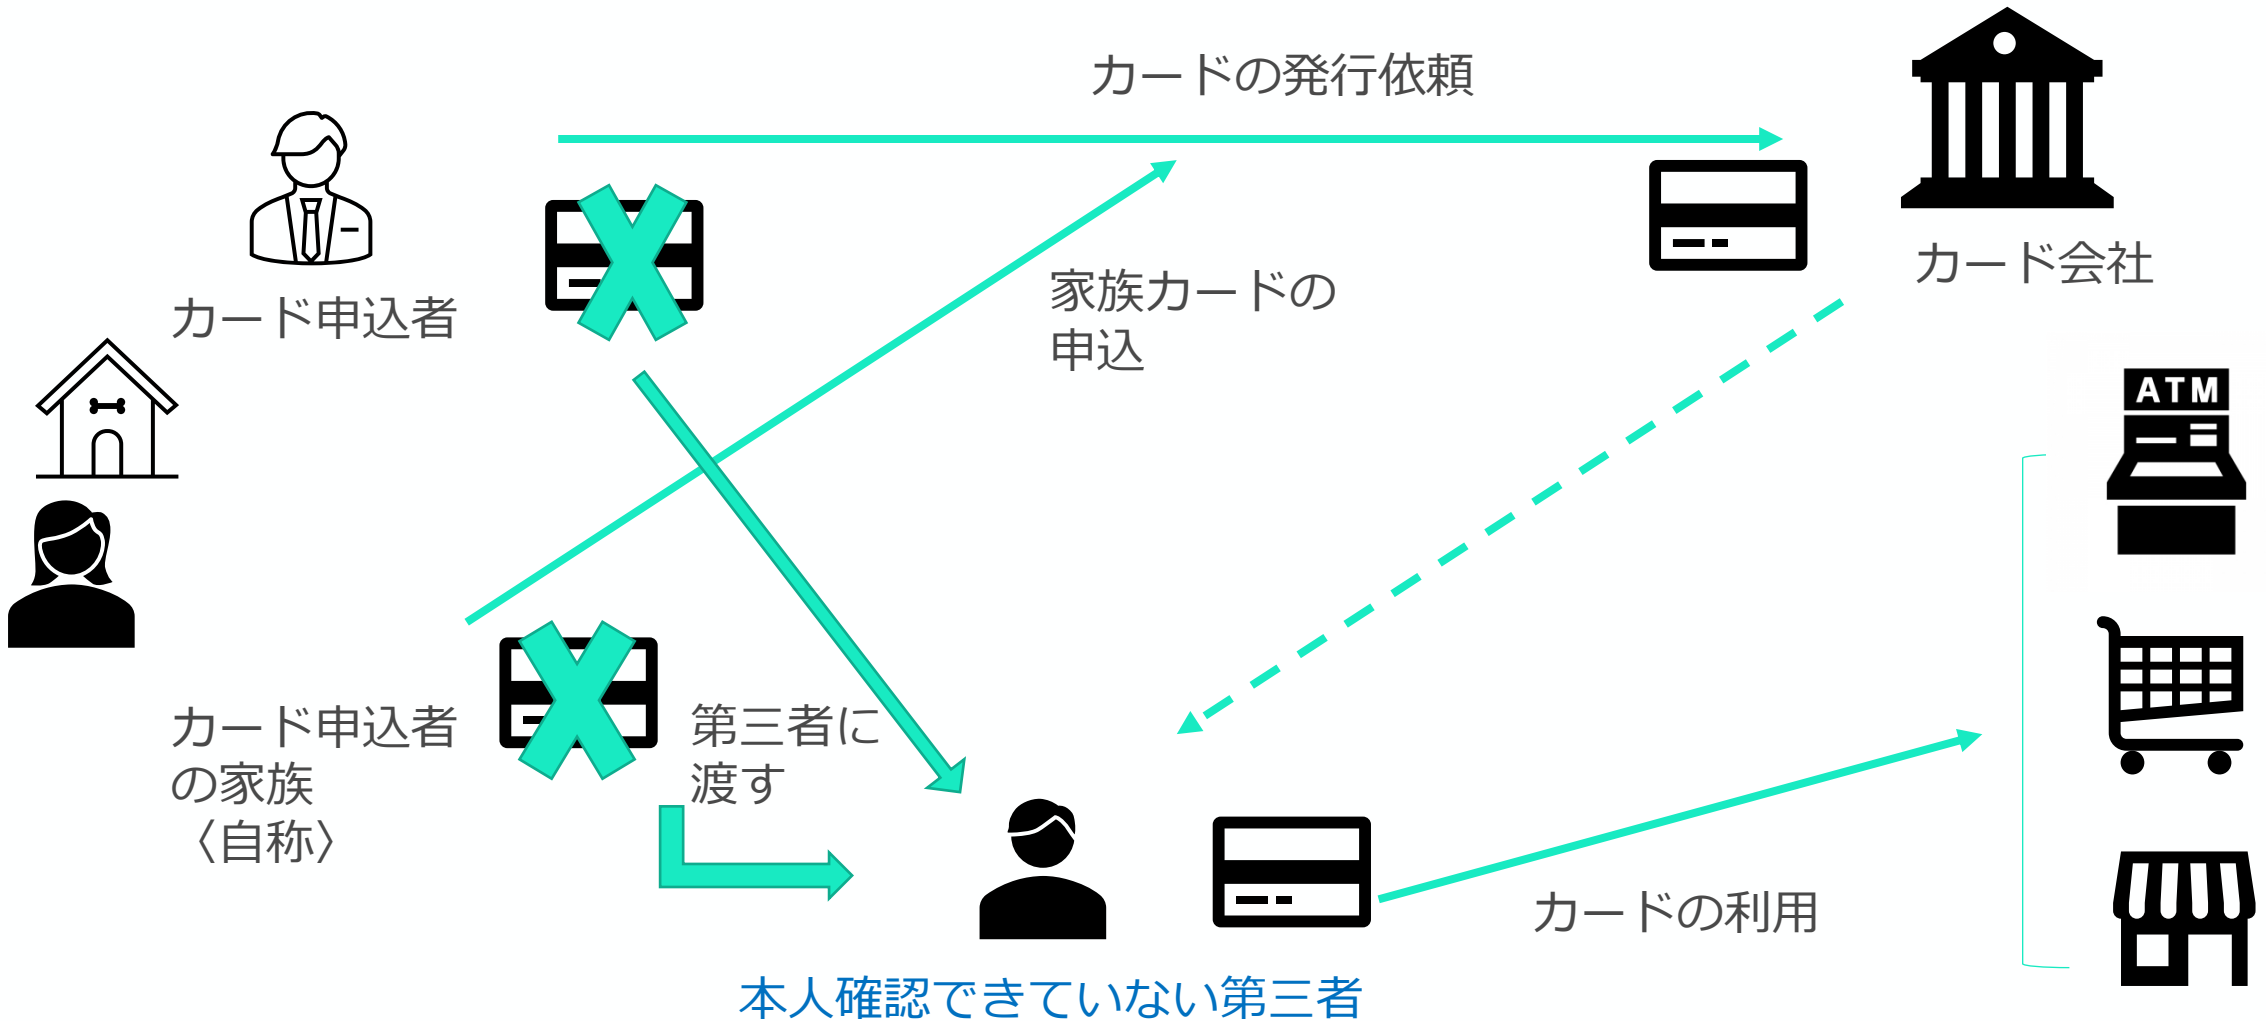 カードの発行依頼
カード会社
カード申込者
家族カードの
申込
ATM
カード申込者
の家族
〈自称〉
第三者に
渡す
カードの利用
本人確認できていない第三者